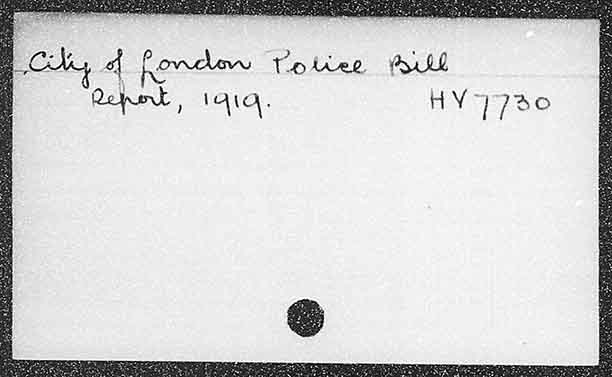 City of London Police Bill
Report, 1919. HV7730